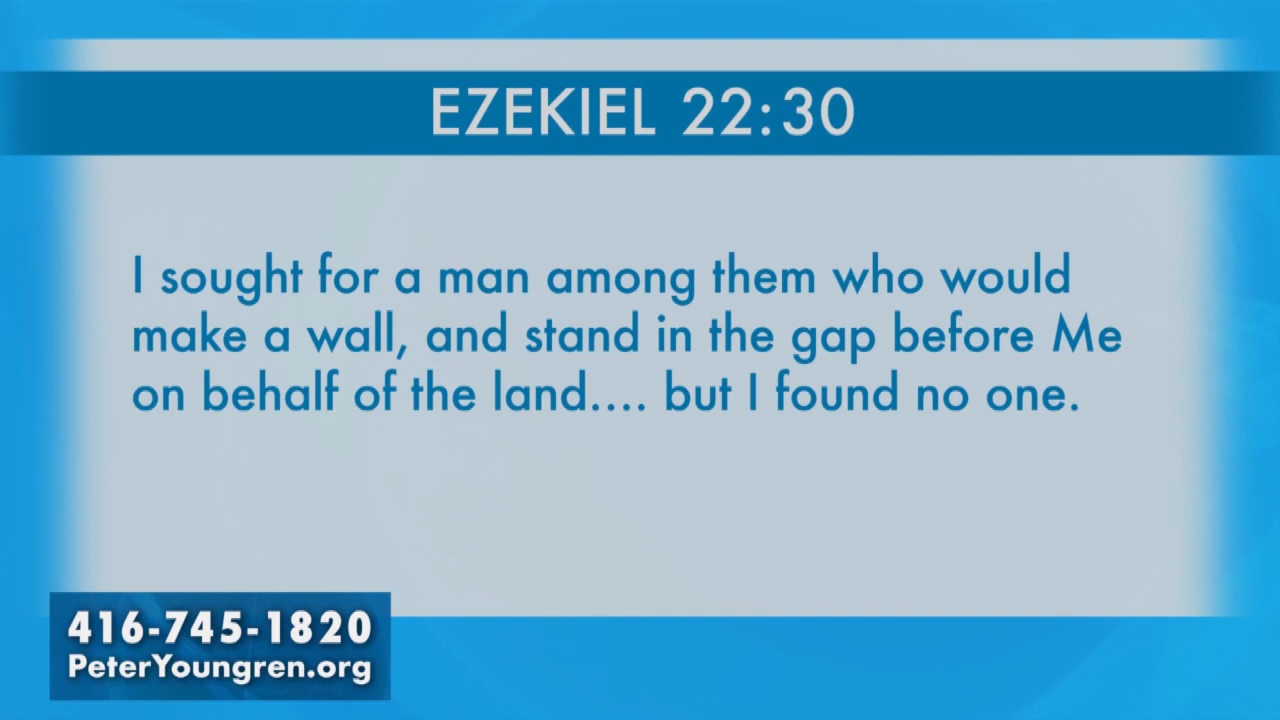 EZEKIEL 22:30
I sought for a man among them who would
make a wall, and stand in the gap before Me
on behalf of the land.... but I found no one.
416-745-1820
PeterYoungren.org